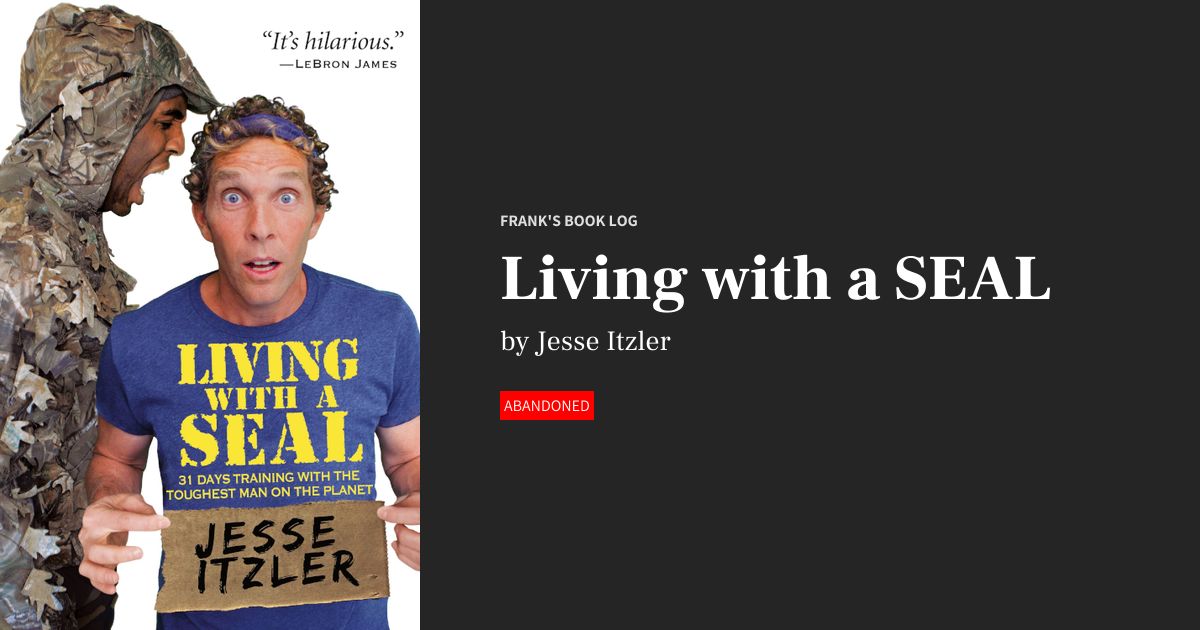 “It’s hilarious.”
—LeBron James
LIVING
WITH A
SEAL
31 DAYS TRAINING WITH THE
TOUGHEST MAN ON THE PLANET
JESSE
ITZLER
FRANK'S BOOK LOG
Living with a SEAL
by Jesse Itzler
ABANDONED